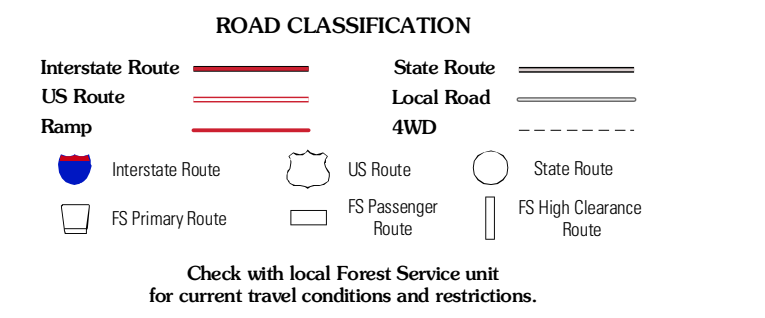 ROAD CLASSIFICATION
Interstate Route
State Route
US Route
Local Road
Ramp
4WD
Interstate Route
US Route
State Route
FS Primary Route
FS Passenger
Route
FS High Clearance
Route
Check with local Forest Service unit
for current travel conditions and restrictions.